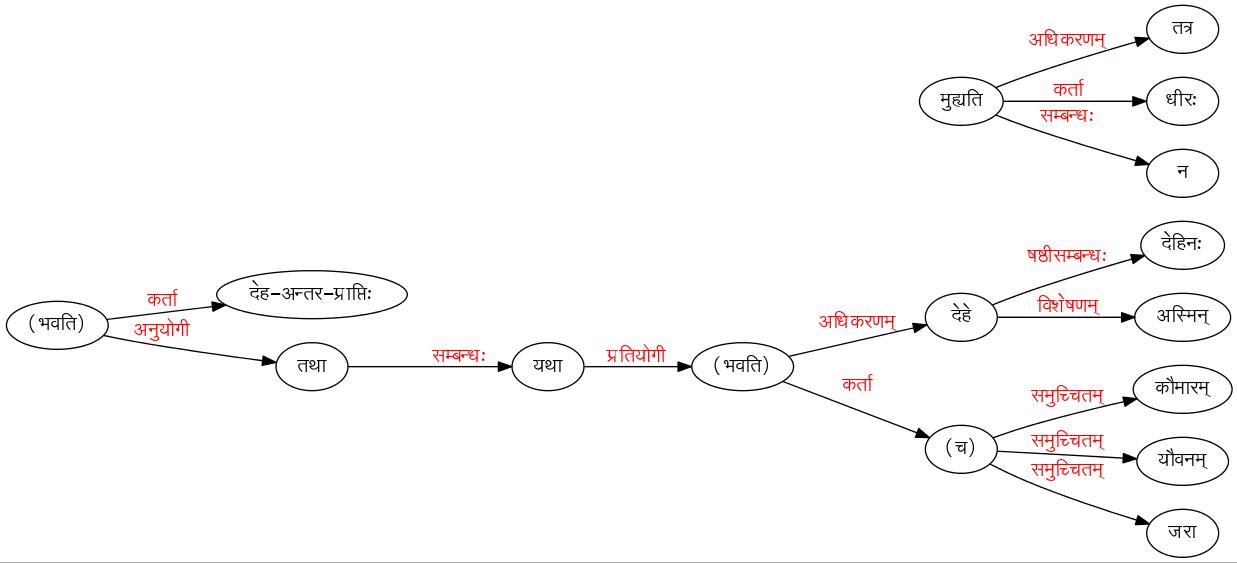 तत्र
अधिकरणम्
मुह्यति
कर्ता
धीरः
सम्बन्धः
न
देहिनः
षष्ठीसम्बन्धः
देह-अन्तर-प्राप्तिः
कर्ता
(भवति)
अनुयोगी
विशेषणम्
देहे
अस्मिन्
अधिकरणम्
तथा
सम्बन्धः
यथा
प्रतियोगी
(भवति)
कर्ता
समुच्चितम्
कौमारम्
(च)
समुच्चितम्
यौवनम्
समुच्चितम्
जरा